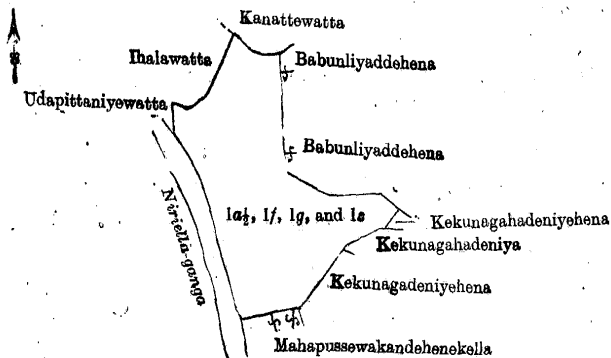 Kanattewatta
Ihalawatta
Babunliyaddehena
Udapittaniyewatta
Babunliyaddehena
Niriella-ganga
1a½, 1f, 1g, and 1s
Kekunagahadeniyehena
Kekunagahadeniya
Kekunagadeniyehena
Mahapussewakandehenekella